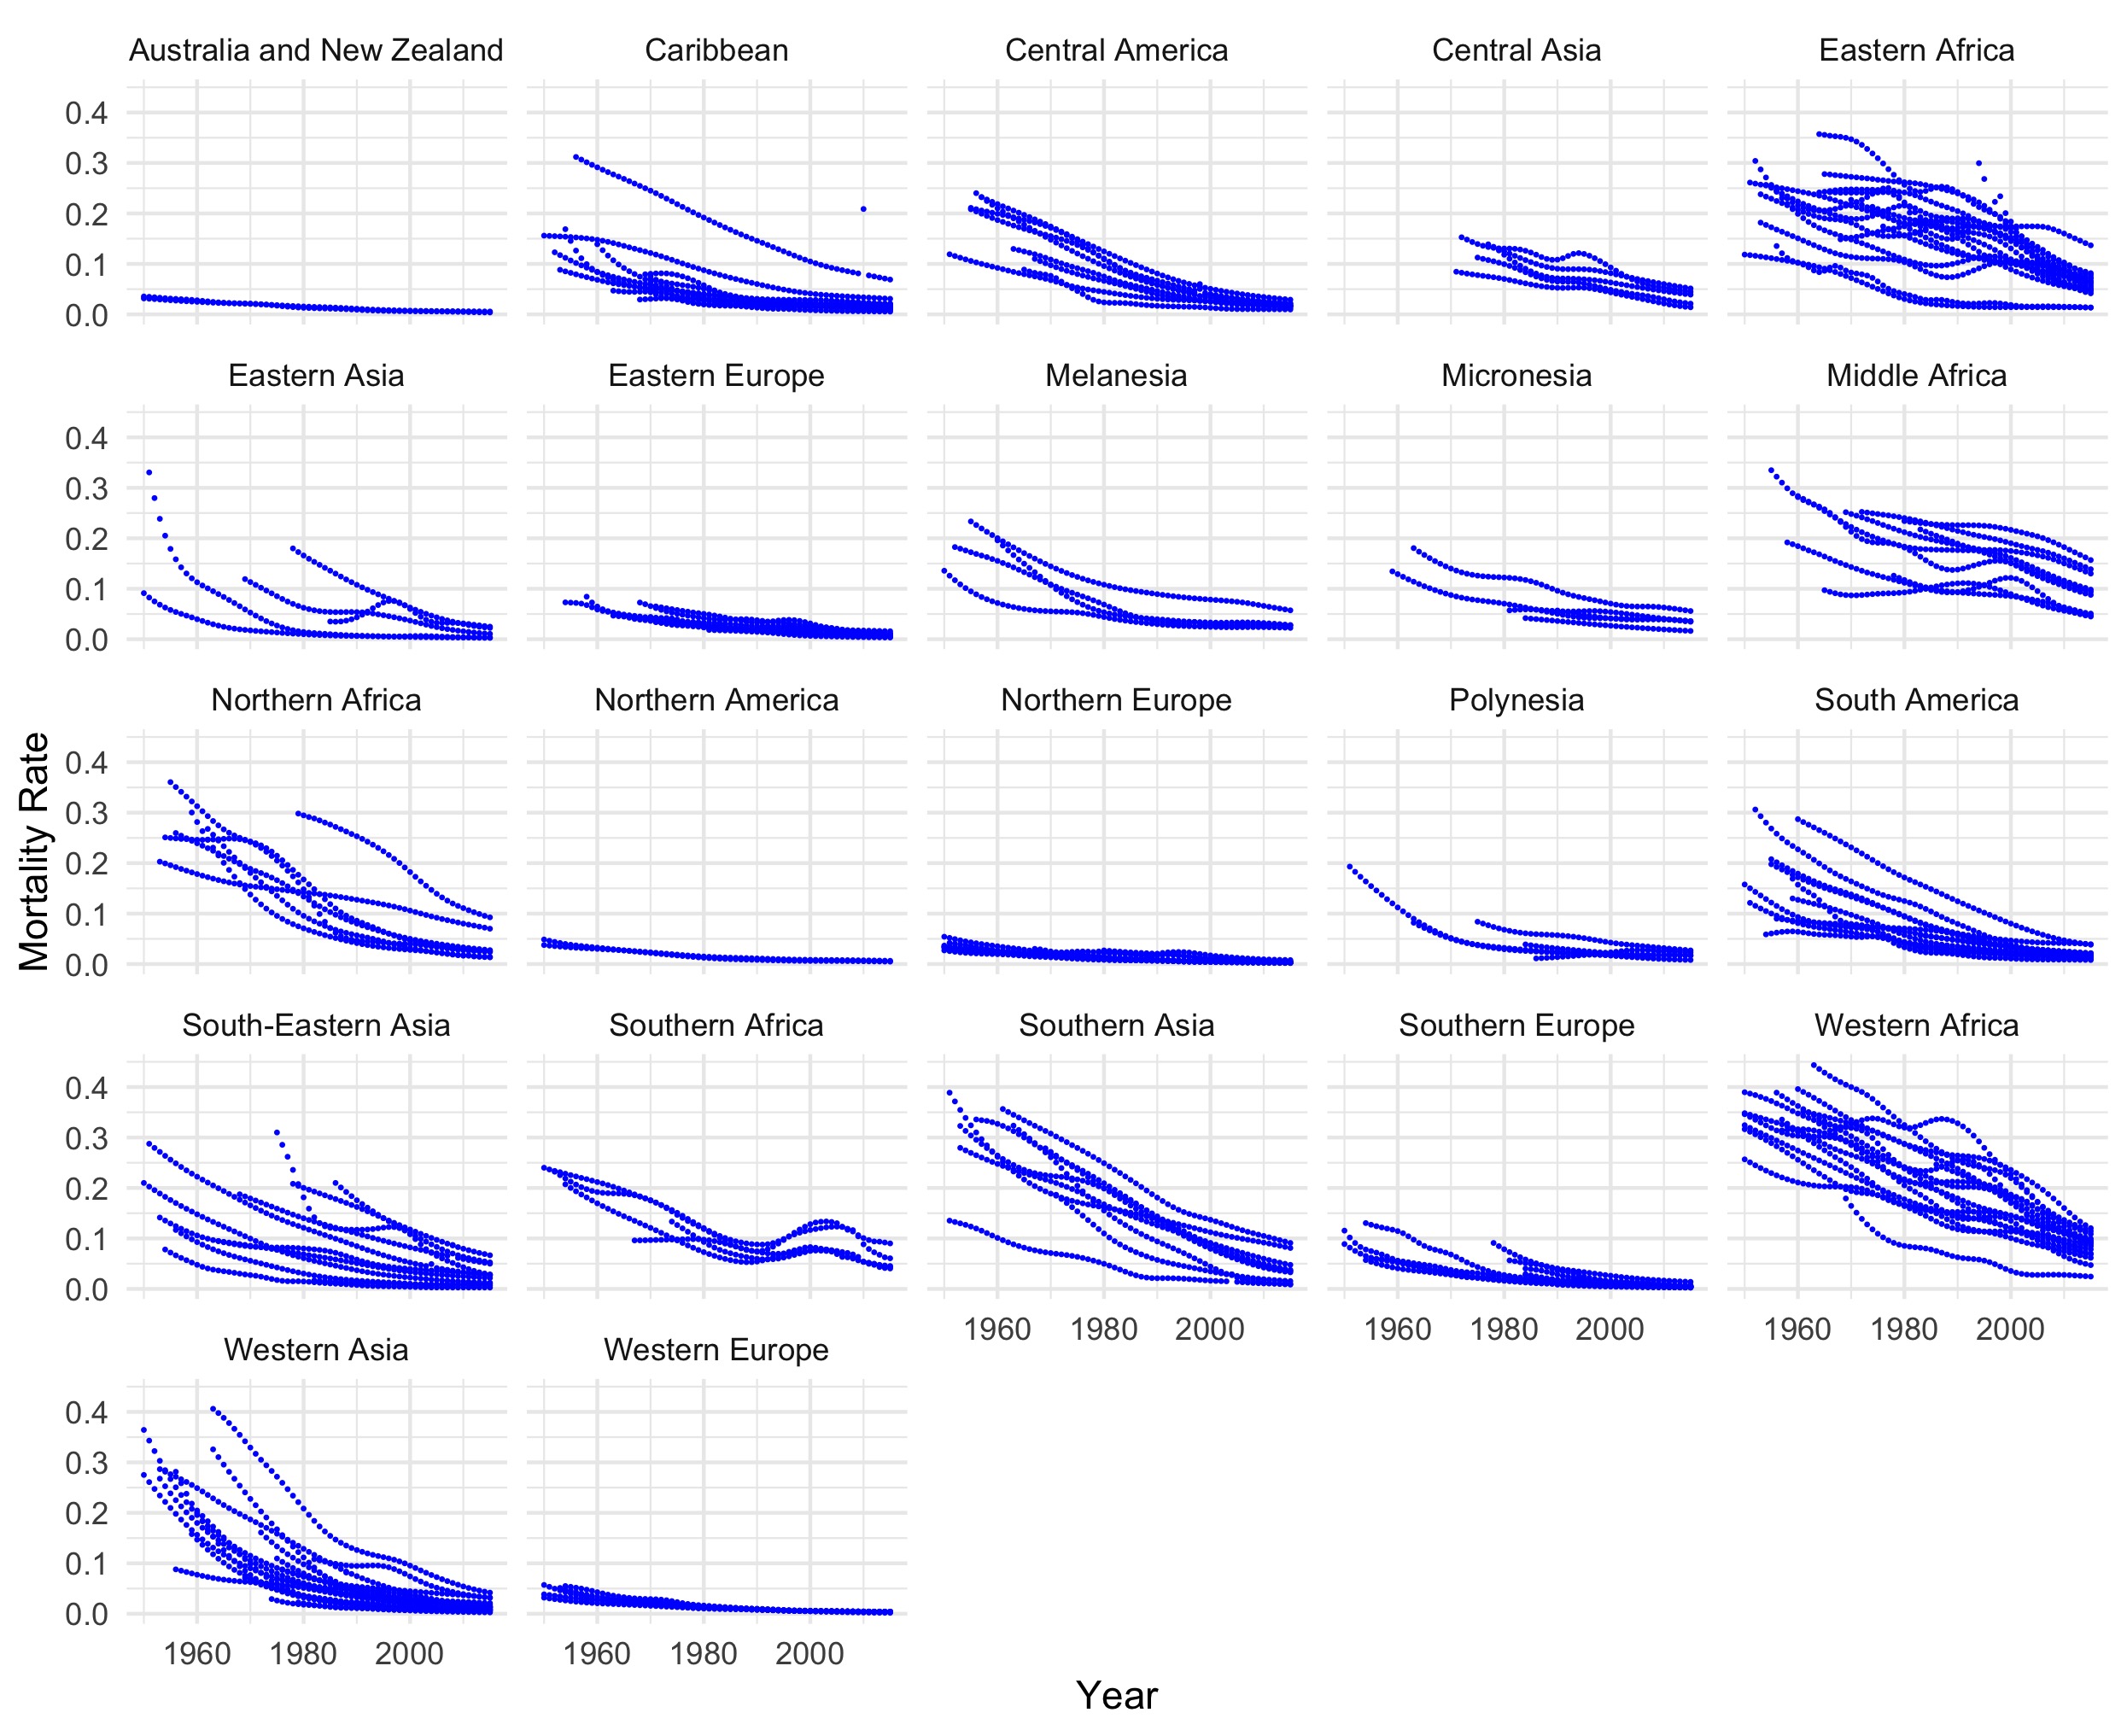 Australia and New Zealand Caribbean Central America Central Asia Eastern Africa
0.4
0.3
0.2
0.1
0.0
Eastern Asia Eastern Europe Melanesia Micronesia Middle Africa
0.4
0.3
0.2
0.1
0.0
Northern Africa Northern America Northern Europe Polynesia South America
Mortality Rate
0.4
0.3
0.2
0.1
0.0
South-Eastern Asia Southern Africa Southern Asia Southern Europe Western Africa
0.4
0.3
0.2
0.1
0.0
1960 1980 2000 1960 1980 2000 1960 1980 2000
Western Asia Western Europe
0.4
0.3
0.2
0.1
0.0
1960 1980 2000 1960 1980 2000
Year